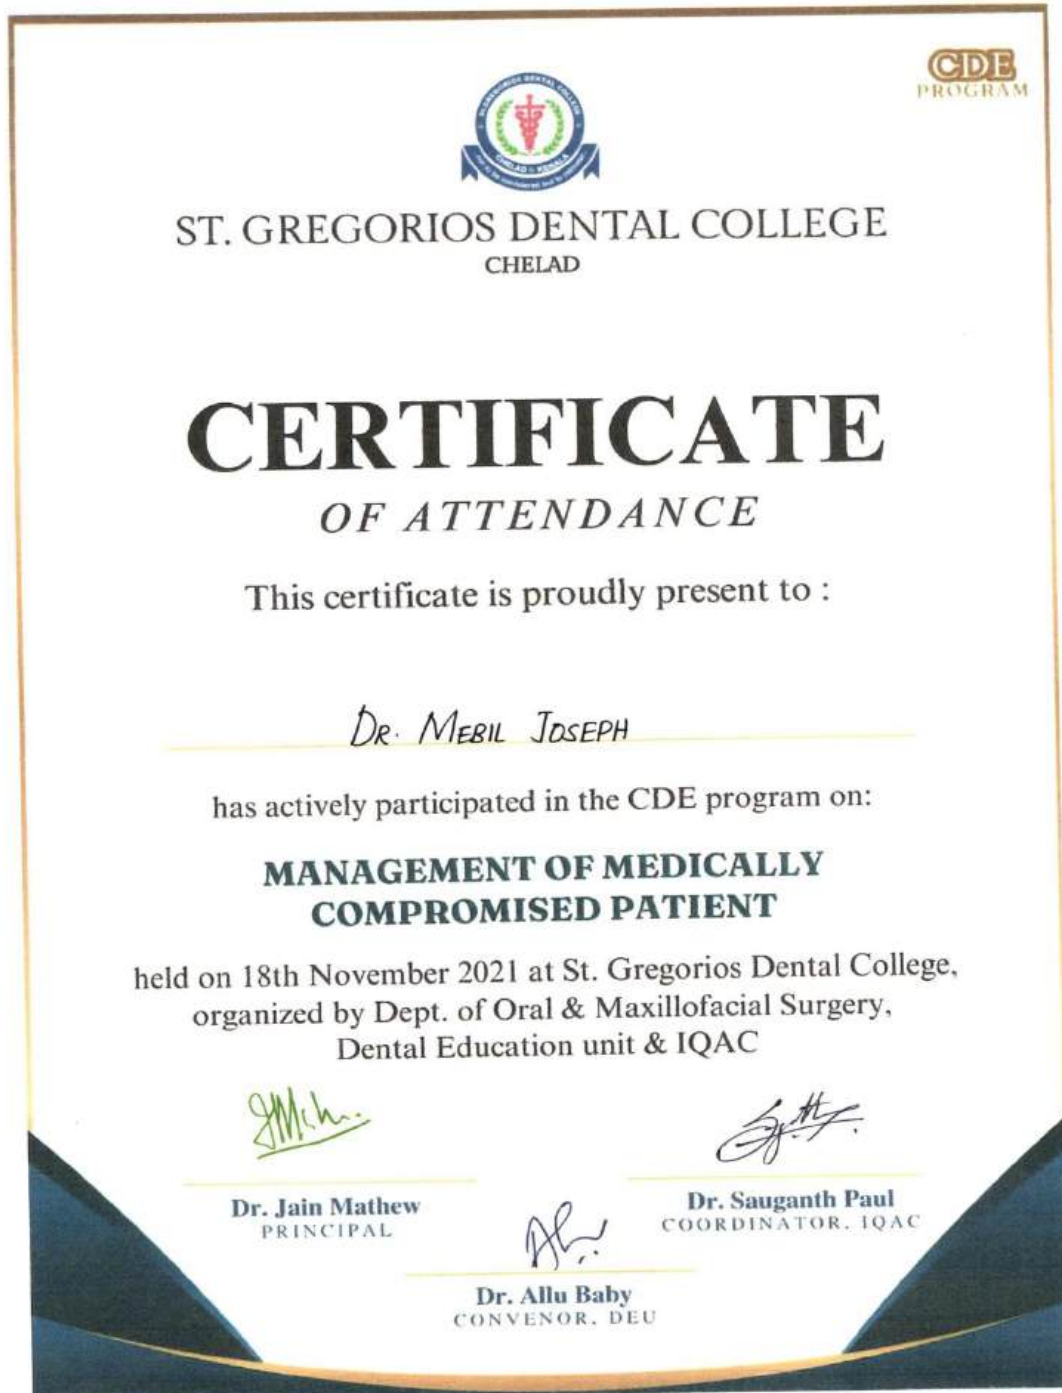 CDE
PROGRAM
ST. GREGORIOS DENTAL COLLEGE
CHELAD
CERTIFICATE
OF ATTENDANCE
This certificate is proudly present to :
DR. MEBIL JOSEPH
has actively participated in the CDE program on:
MANAGEMENT OF MEDICALLY
COMPROMISED PATIENT
held on 18th November 2021 at St. Gregorios Dental College,
organized by Dept. of Oral & Maxillofacial Surgery,
Dental Education unit & IQAC
Dr. Jain Mathew
PRINCIPAL
Dr. Sauganth Paul
COORDINATOR, IQAC
Dr. Allu Baby
CONVENOR, DEU